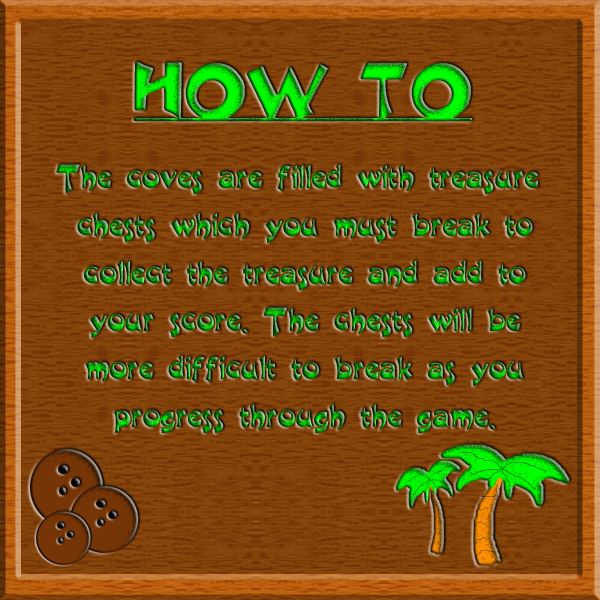 HOW TO
The coves are filled with treasure
chests which you must break to
collect the treasure and add to
your score. The chests will be
more difficult to break as you
progress through the game.